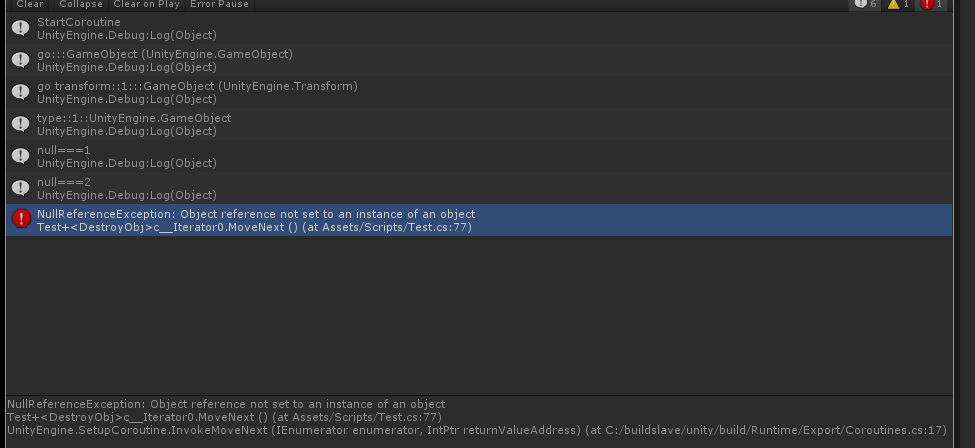 Clear Collapse Clear on Play Error Pause 6 1 1
StartCoroutine
UnityEngine.Debug:Log(Object)
go:::GameObject (UnityEngine.GameObject)
UnityEngine.Debug:Log(Object)
go transform::1:::GameObject (UnityEngine.Transform)
UnityEngine.Debug:Log(Object)
type::1::UnityEngine.GameObject
UnityEngine.Debug:Log(Object)
null===1
UnityEngine.Debug:Log(Object)
null===2
UnityEngine.Debug:Log(Object)
NullReferenceException: Object reference not set to an instance of an object
Test+<DestroyObj>c__Iterator0.MoveNext () (at Assets/Scripts/Test.cs:77)
NullReferenceException: Object reference not set to an instance of an object
Test+<DestroyObj>c__Iterator0.MoveNext () (at Assets/Scripts/Test.cs:77)
UnityEngine.SetupCoroutine.InvokeMoveNext (IEnumerator enumerator, IntPtr returnValueAddress) (at C:/buildslave/unity/build/Runtime/Export/Coroutines.cs:17)